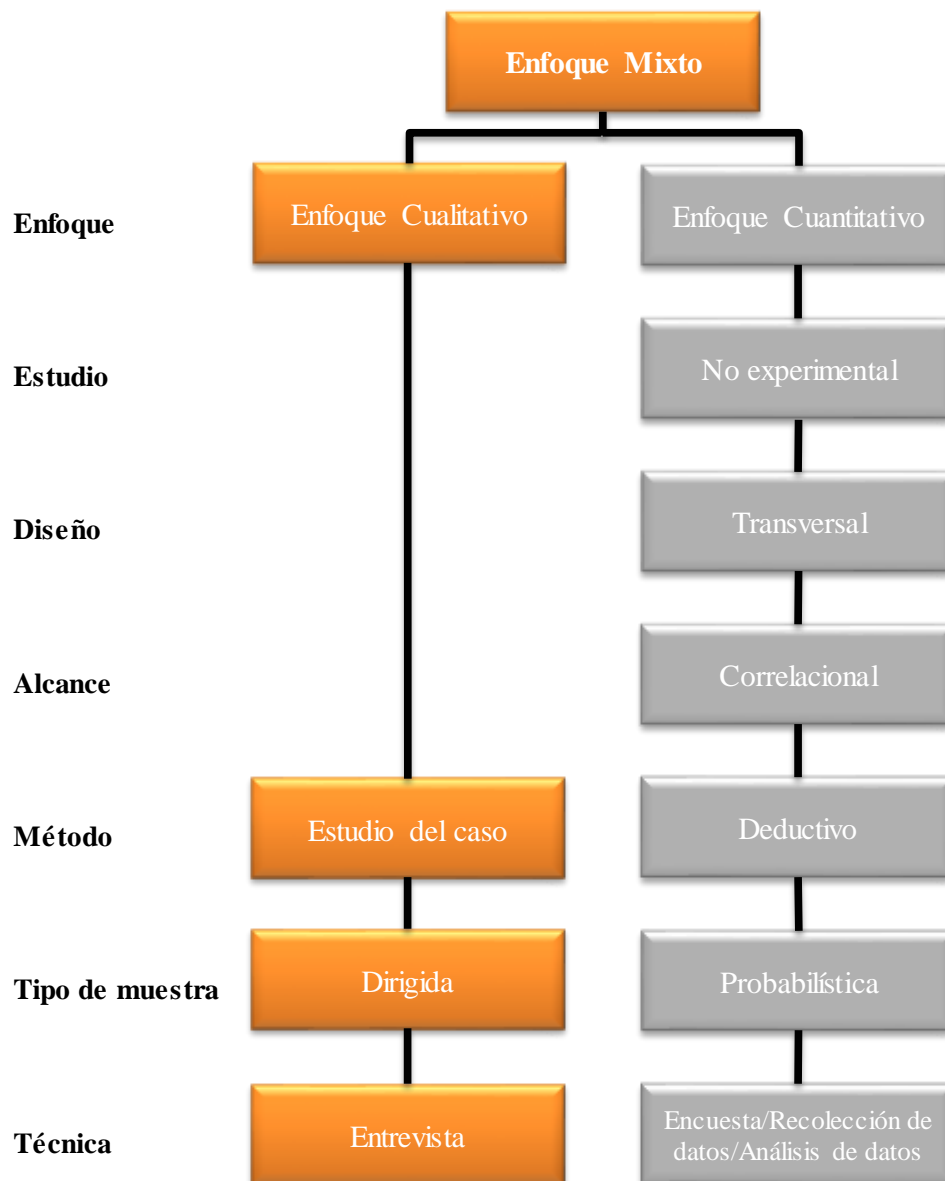 Enfoque Mixto
Enfoque
Enfoque Cualitativo
Enfoque Cuantitativo
Estudio
No experimental
Diseño
Transversal
Alcance
Correlacional
Método
Estudio del caso
Deductivo
Tipo de muestra
Dirigida
Probabilística
Técnica
Entrevista
Encuesta/Recolección de
datos/Análisis de datos